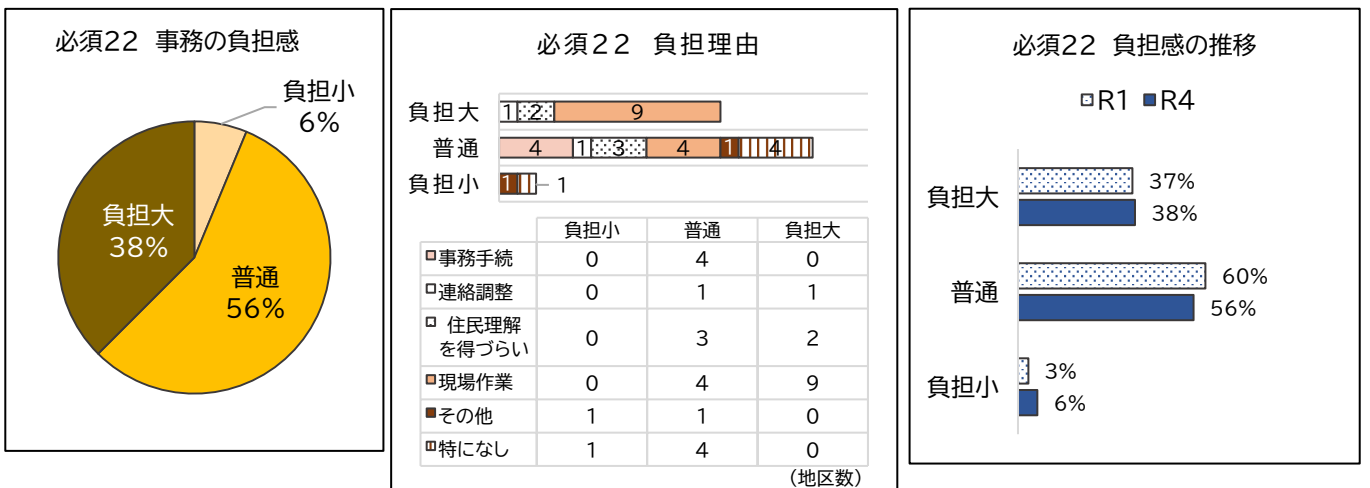 必須22 事務の負担感
負担小
6%
負担大
38%
普通
56%
必須22 負担理由
負担大 1 2 9
普通 4 1 3 4 1 4
負担小 1 1
負担小 普通 負担大
事務手続 0 4 0
連絡調整 0 1 1
住民理解
を得づらい 0 3 2
現場作業 0 4 9
その他 1 1 0
特になし 1 4 0
(地区数)
必須22 負担感の推移
R1 R4
負担大 37%
38%
普通 60%
56%
負担小 3%
6%